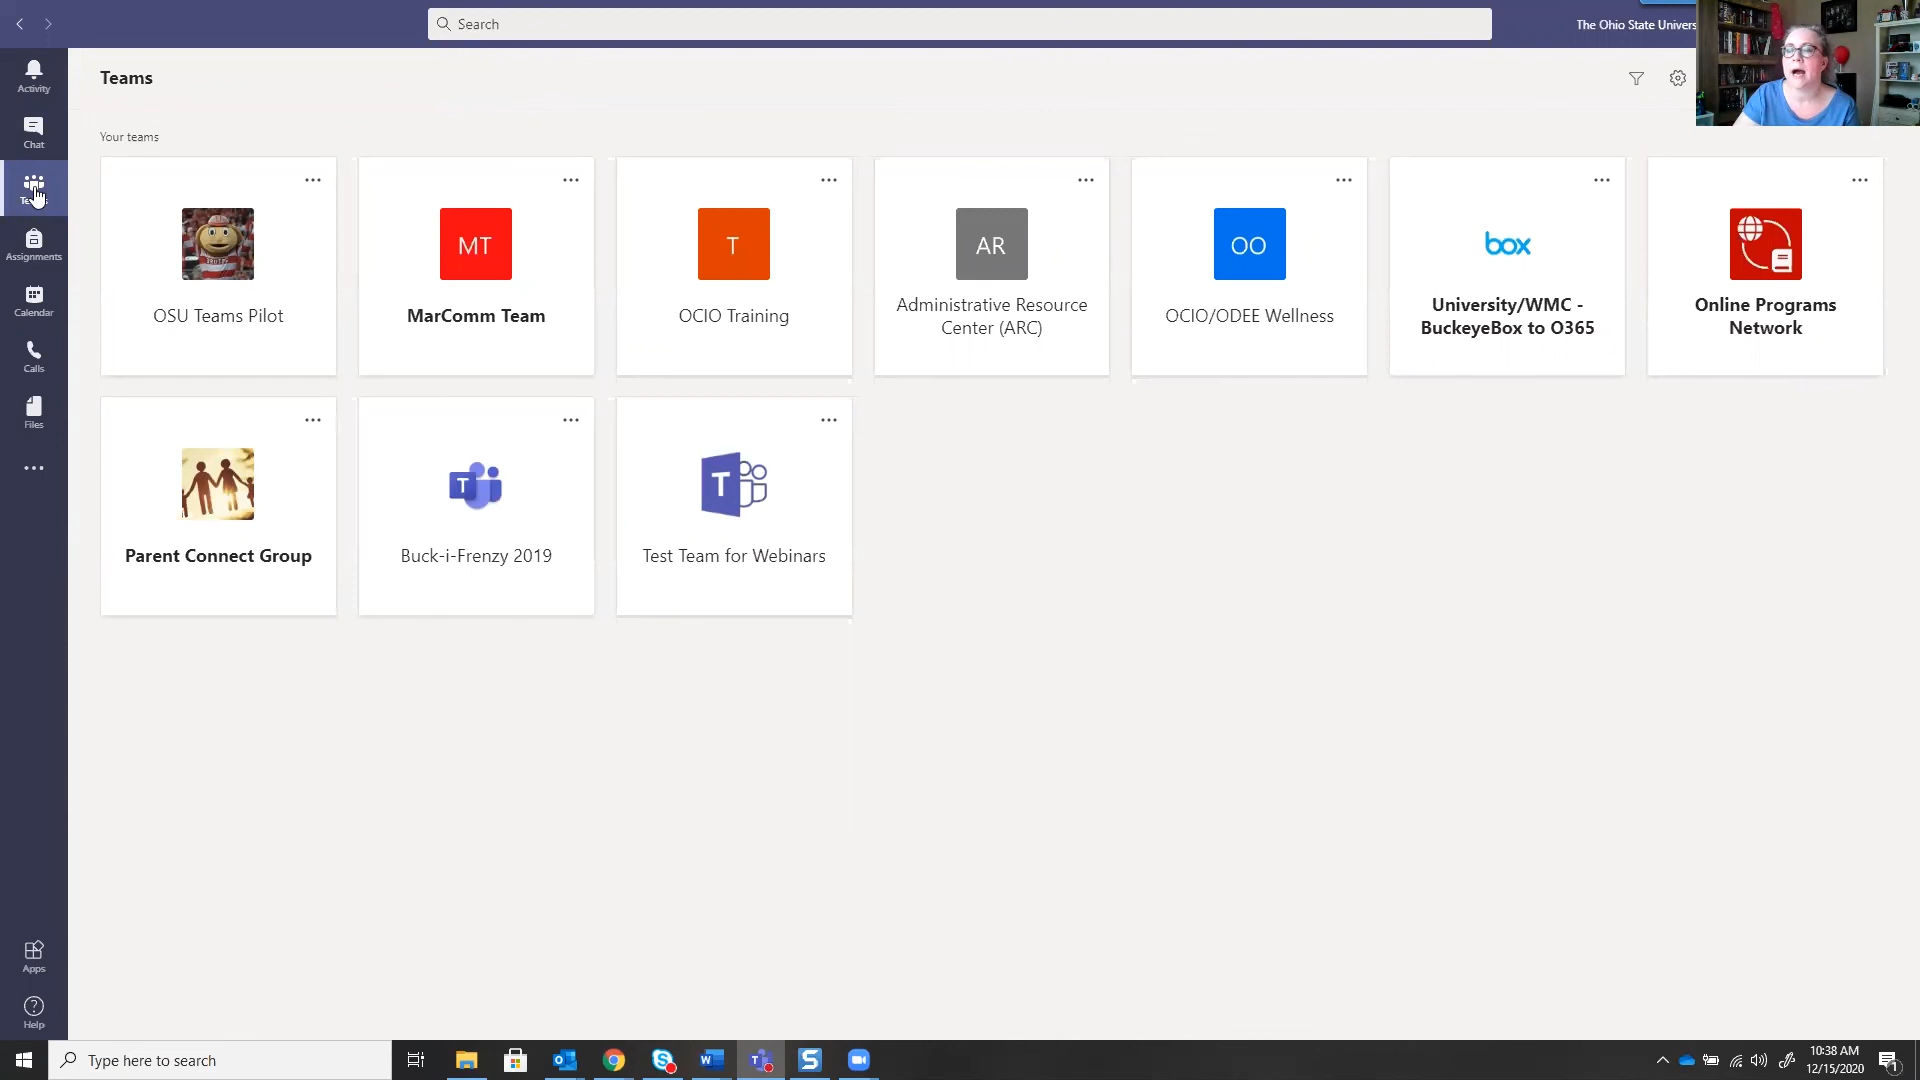 Search
The Ohio State Univers
Activity
Chat
Assignments
Calendar
Calls
Files
Apps
Help
Teams
Your teams
OSU Teams Pilot
MT
MarComm Team
T
OCIO Training
AR
Administrative Resource
Center (ARC)
OO
OCIO/ODEE Wellness
box
University/WMC -
BuckeyeBox to O365
Online Programs
Network
Parent Connect Group
T
Buck-i-Frenzy 2019
T
Test Team for Webinars
Type here to search
10:38 AM
12/15/2020
1